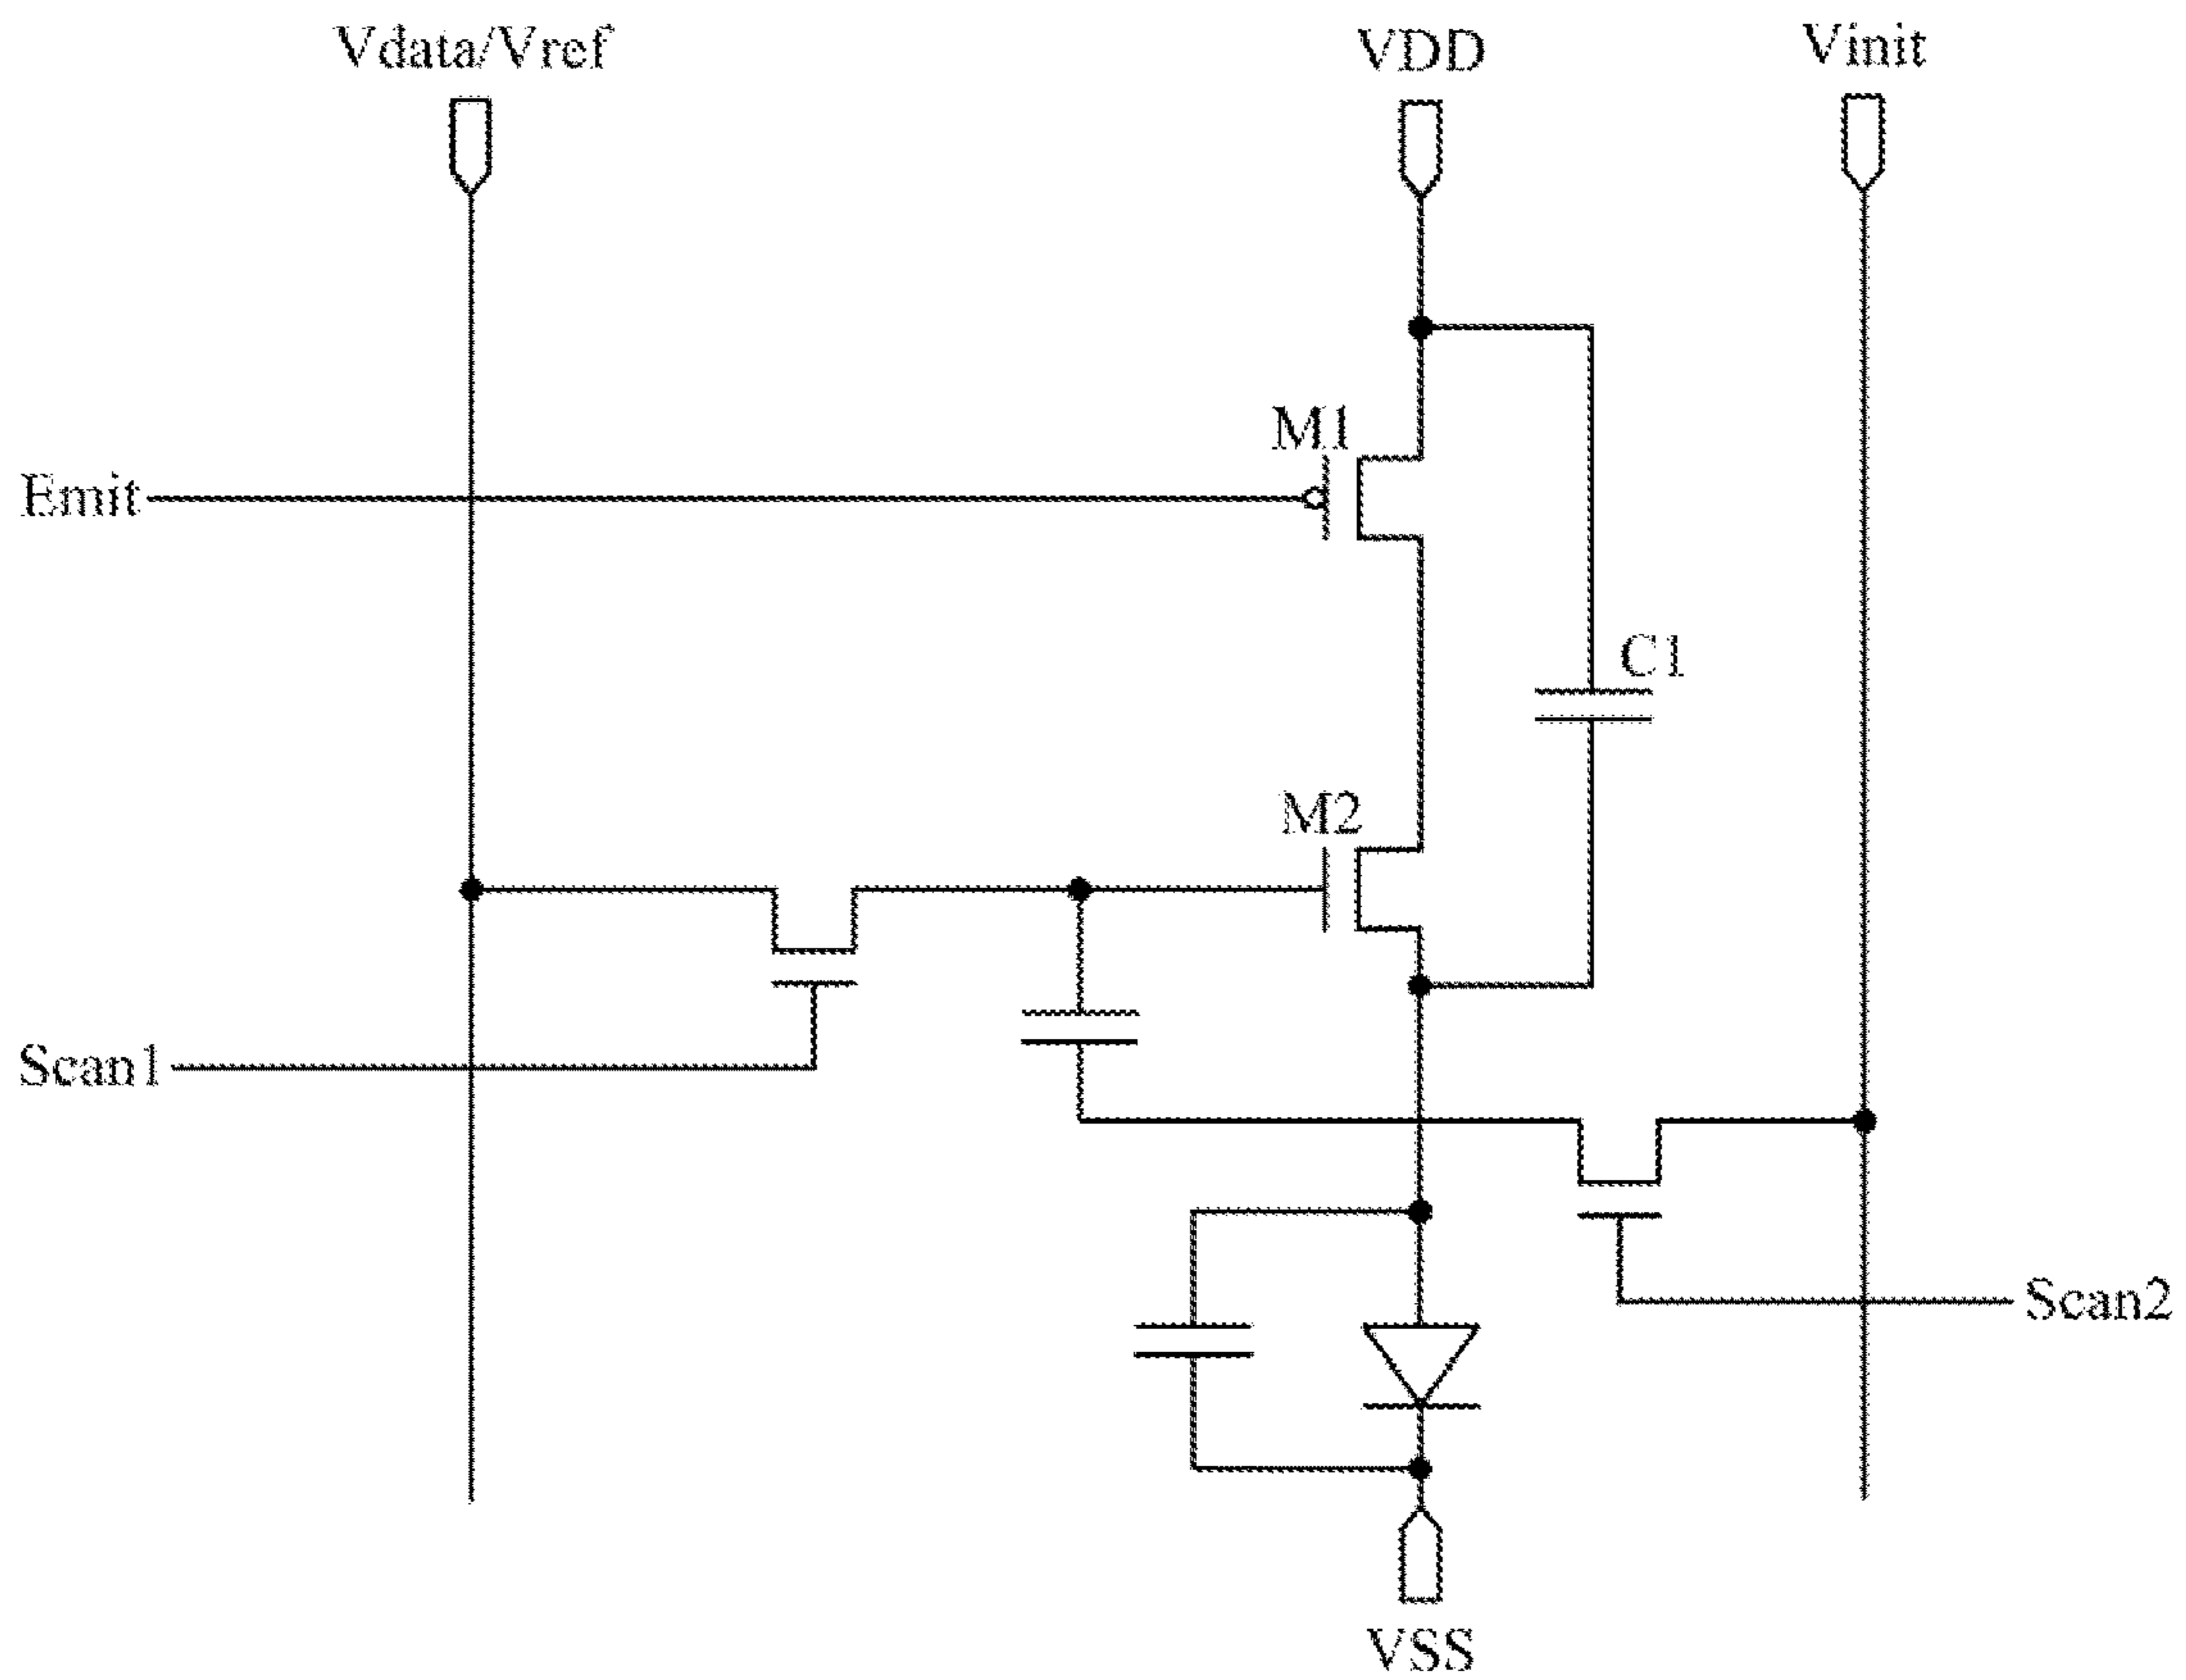 Vdata/Vref
VDD
Vinit
M1
Emit
C1
M2
Scan1
Scan2
VSS